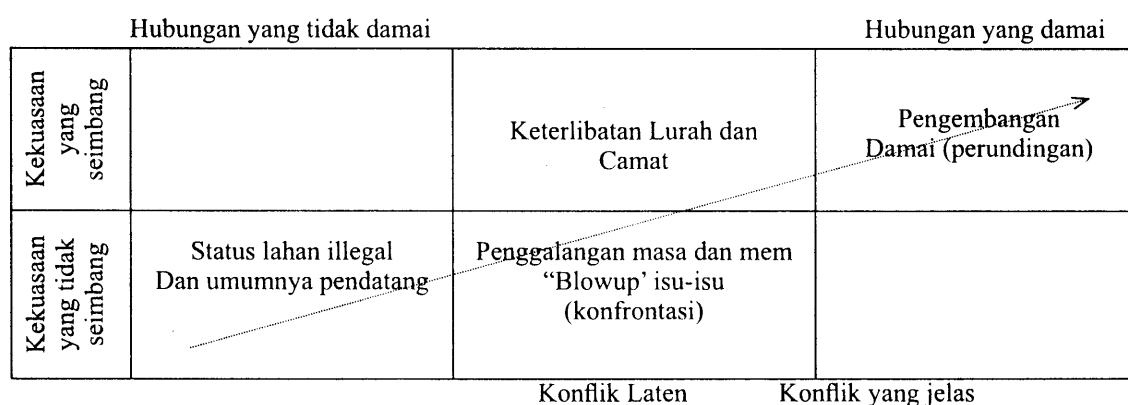 Hubungan yang tidak damai Hubungan yang damai
Kekuasaan
yang
seimbang
Keterlibatan Lurah dan
Camat
Pengembangan
Damai (perundingan)
Kekuasaan
yang tidak
seimbang
Status lahan illegal
Dan umumnya pendatang
Penggalangan masa dan mem
“Blowup’ isu-isu
(konfrontasi)
Konflik Laten Konflik yang jelas